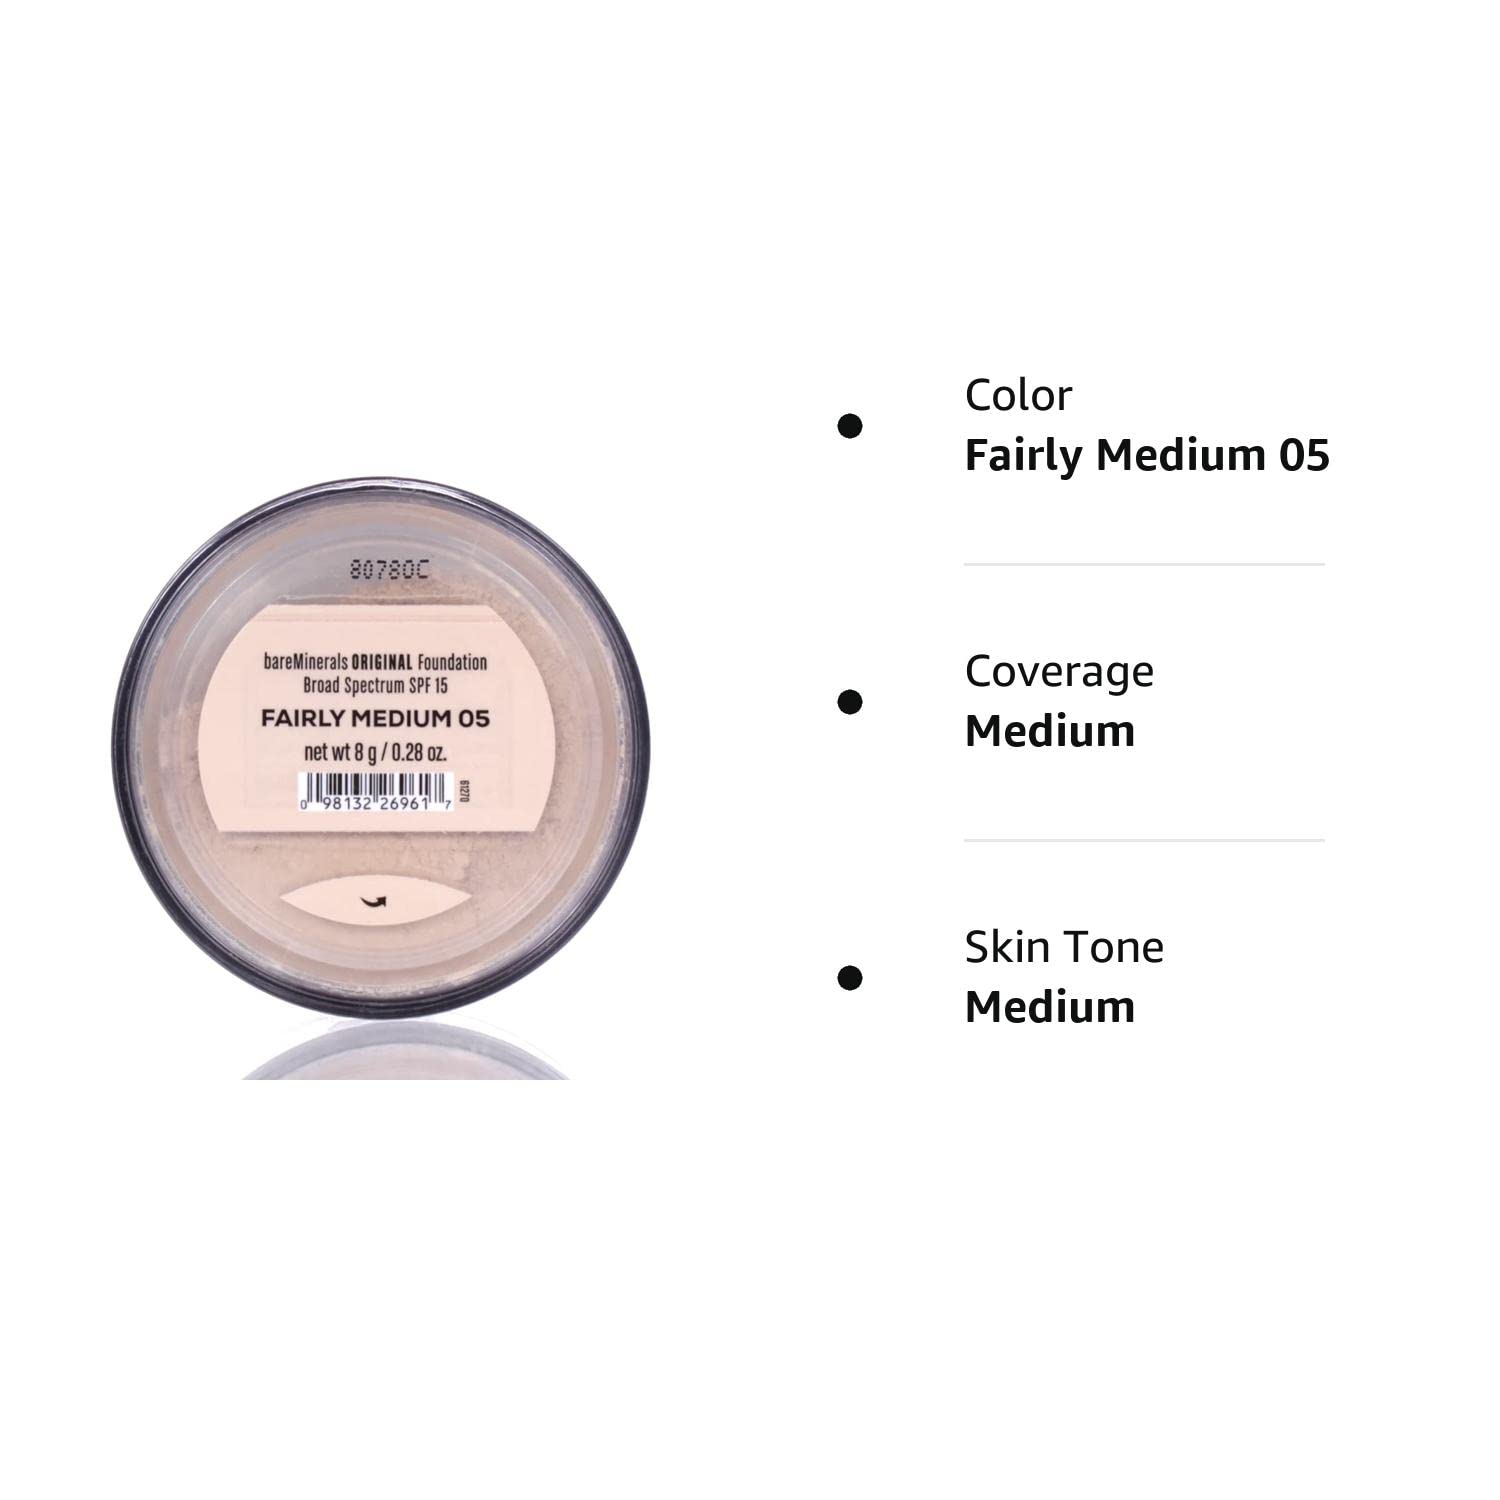 80780C
bareMinerals ORIGINAL Foundation
Broad Spectrum SPF 15
FAIRLY MEDIUM 05
net wt 8 g / 0.28 oz.
0 98132 26961 7
61270
Color
Fairly Medium 05
Coverage
Medium
Skin Tone
Medium